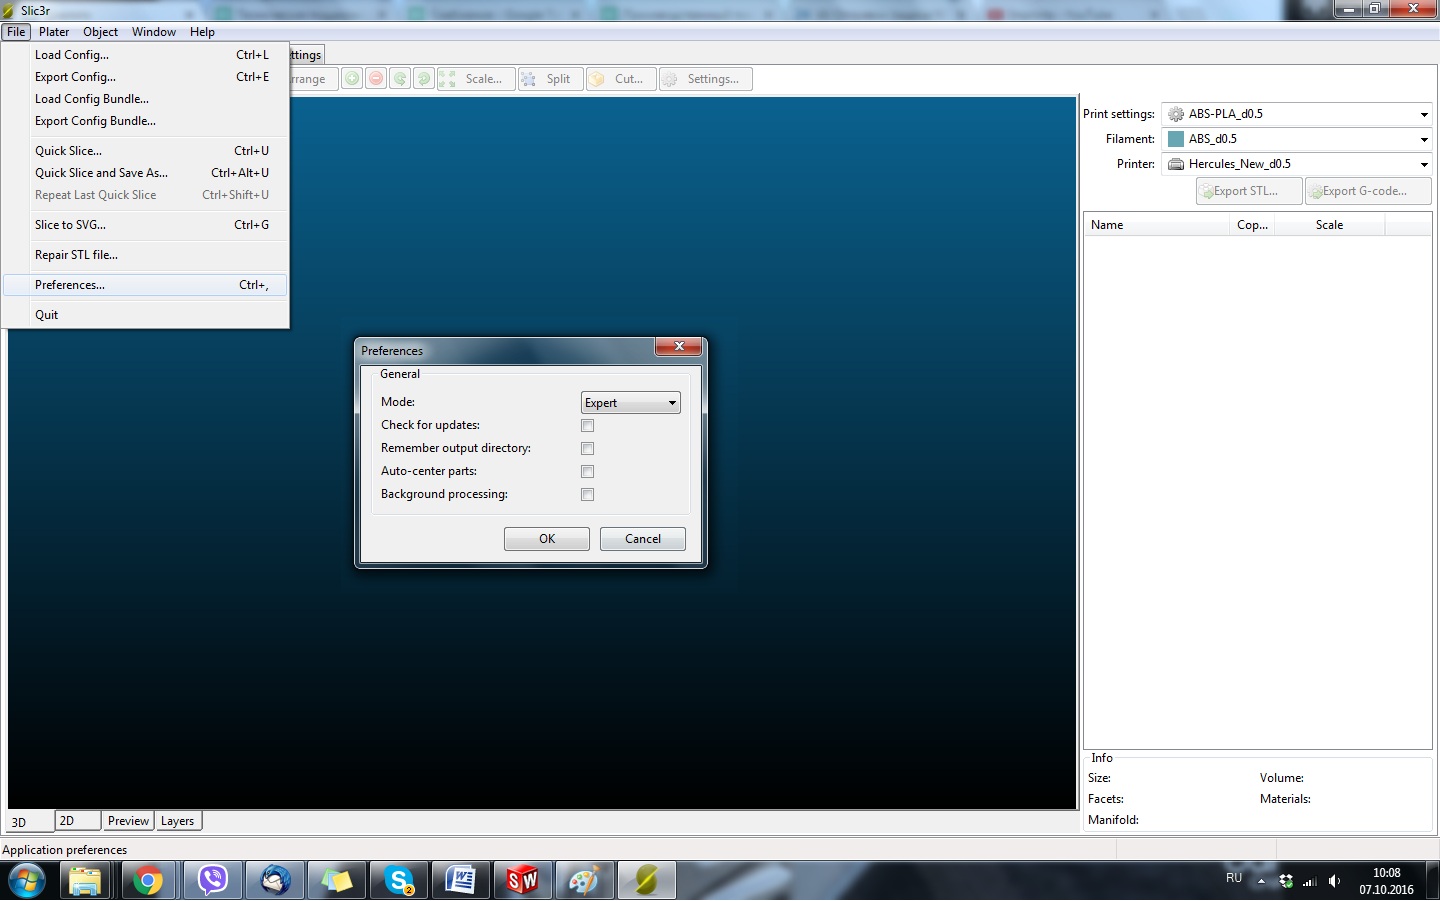 Slic3r
File Plater Object Window Help
Load Config... Ctrl+L
Export Config... Ctrl+E
Load Config Bundle...
Export Config Bundle...
Quick Slice... Ctrl+U
Quick Slice and Save As... Ctrl+Alt+U
Repeat Last Quick Slice Ctrl+Shift+U
Slice to SVG... Ctrl+G
Repair STL file...
Preferences... Ctrl+,
Quit
ttings
rrange Scale... Split Cut... Settings...
Print settings: ABS-PLA_d0.5
Filament: ABS_d0.5
Printer: Hercules_New_d0.5
Export STL... Export G-code...
Name Cop... Scale
Preferences
General
Mode: Expert
Check for updates:
Remember output directory:
Auto-center parts:
Background processing:
OK Cancel
Info
Size: Volume:
Facets: Materials:
Manifold:
3D 2D Preview Layers
Application preferences
S 2 W SW
RU 10:08
07.10.2016